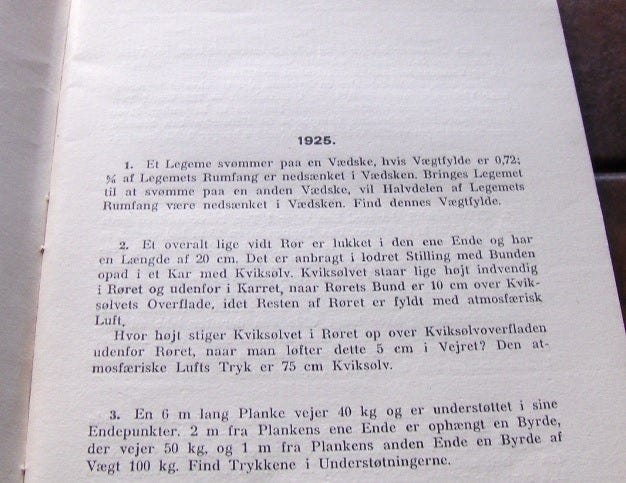 1925.
1. Et Legeme svømmer paa en Vædske, hvis Vægtfylde er 0,72;
af Legemets Rumfang er nedsænket i Vædsken. Bringes Legemet
til at svømme paa en anden Vædske, vil Halvdelen af Legemets
Rumfang være nedsænket i Vædsken. Find dennes Vægtfylde.
2. Et overalt lige vidt Rør er lukket i den ene Ende og har
en Længde af 20 cm. Det er anbragt i lodret Stilling med Bunden
opad i et Kar med Kviksølv. Kviksølvet staar lige højt indvendig
i Røret og udenfor i Karret, naar Rørets Bund er 10 cm over Kvik-
sølvets Overflade, idet Resten af Røret er fyldt med atmosfærisk
Luft.
Hvor højt stiger Kviksølvet i Røret op over Kviksølvoverfladen
udenfor Røret, naar man løfter dette 5 cm i Vejret? Den at-
mosfæriske Lufts Tryk er 75 cm Kviksølv.
3. En 6 m lang Planke vejer 40 kg og er understøttet i sine
Endepunkter. 2 m fra Plankens ene Ende er ophængt en Byrde,
der vejer 50 kg, og 1 m fra Plankens anden Ende en Byrde af
Vægt 100 kg. Find Trykkene i Understøtningerne.